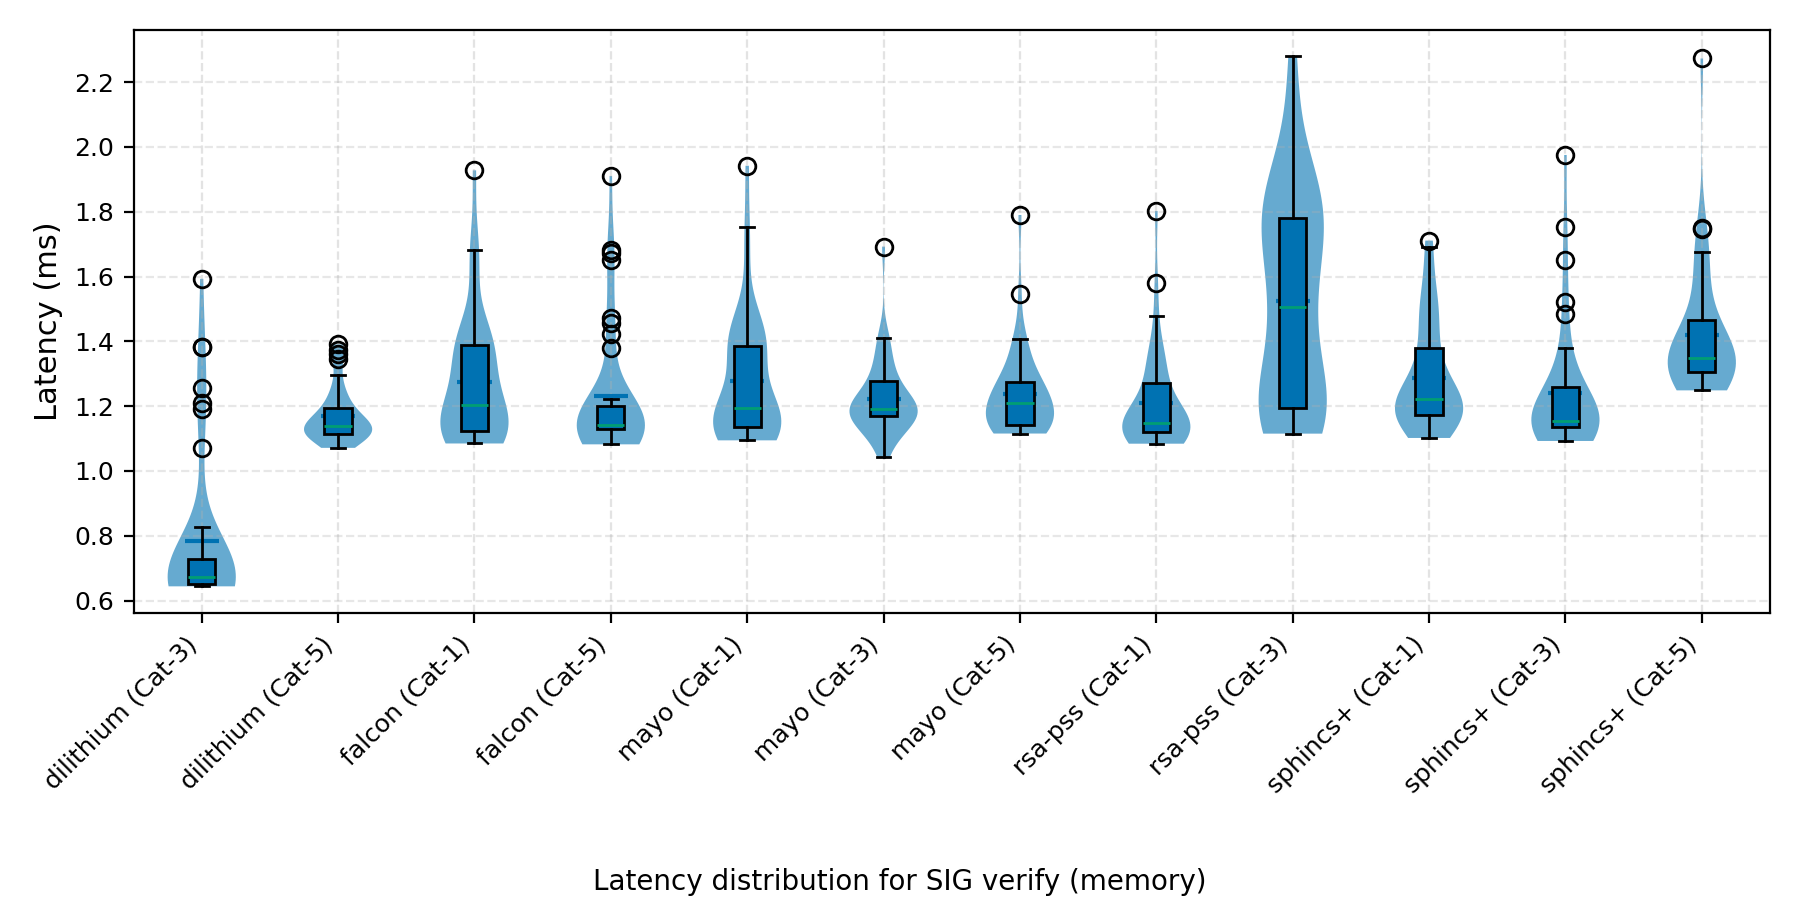 Latency (ms)
2.2
2.0
1.8
1.6
1.4
1.2
1.0
0.8
0.6
dilithium (Cat-3)
dilithium (Cat-5)
falcon (Cat-1)
falcon (Cat-5)
mayo (Cat-1)
mayo (Cat-3)
mayo (Cat-5)
rsa-pss (Cat-1)
rsa-pss (Cat-3)
sphincs+ (Cat-1)
sphincs+ (Cat-3)
sphincs+ (Cat-5)
Latency distribution for SIG verify (memory)